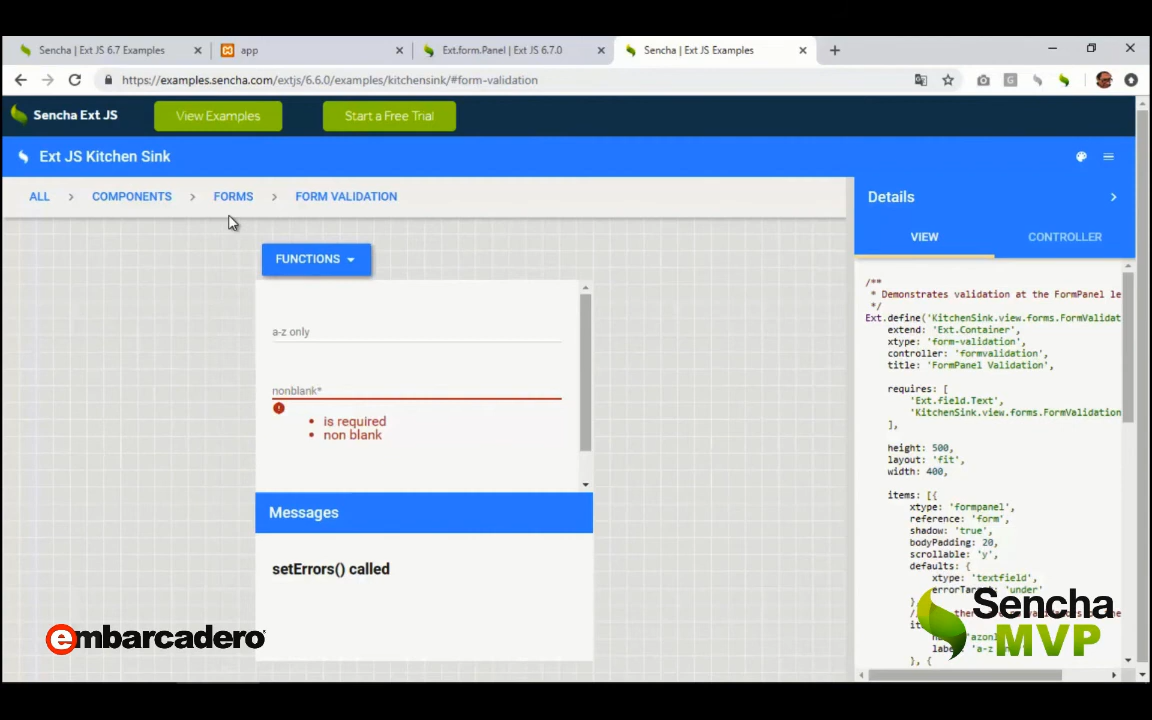 Sencha | Ext JS 6.7 Examples
app
Ext.form.Panel | Ext JS 6.7.0
Sencha | Ext JS Examples
https://examples.sencha.com/extjs/6.6.0/examples/kitchensink/#form-validation
Sencha Ext JS
View Examples
Start a Free Trial
Ext JS Kitchen Sink
ALL > COMPONENTS > FORMS > FORM VALIDATION
Details
VIEW
CONTROLLER
FUNCTIONS
a-z only
nonblank*
• is required
• non blank
Messages
setErrors() called
/**
* Demonstrates validation at the FormPanel le
*/
Ext.define('KitchenSink.view.forms.FormValidat
extend: 'Ext.Container',
xtype: 'form-validation',
controller: 'formvalidation',
title: 'FormPanel Validation',
requires: [
'Ext.field.Text',
'KitchenSink.view.forms.FormValidation
],
height: 500,
layout: 'fit',
width: 400,
items: [{
xtype: 'formpanel',
reference: 'form',
shadow: 'true',
bodyPadding: 20,
scrollable: 'y',
defaults: {
xtype: 'textfield',
errorTarget: 'under'
}, {
embarcadero
Sencha
MVP